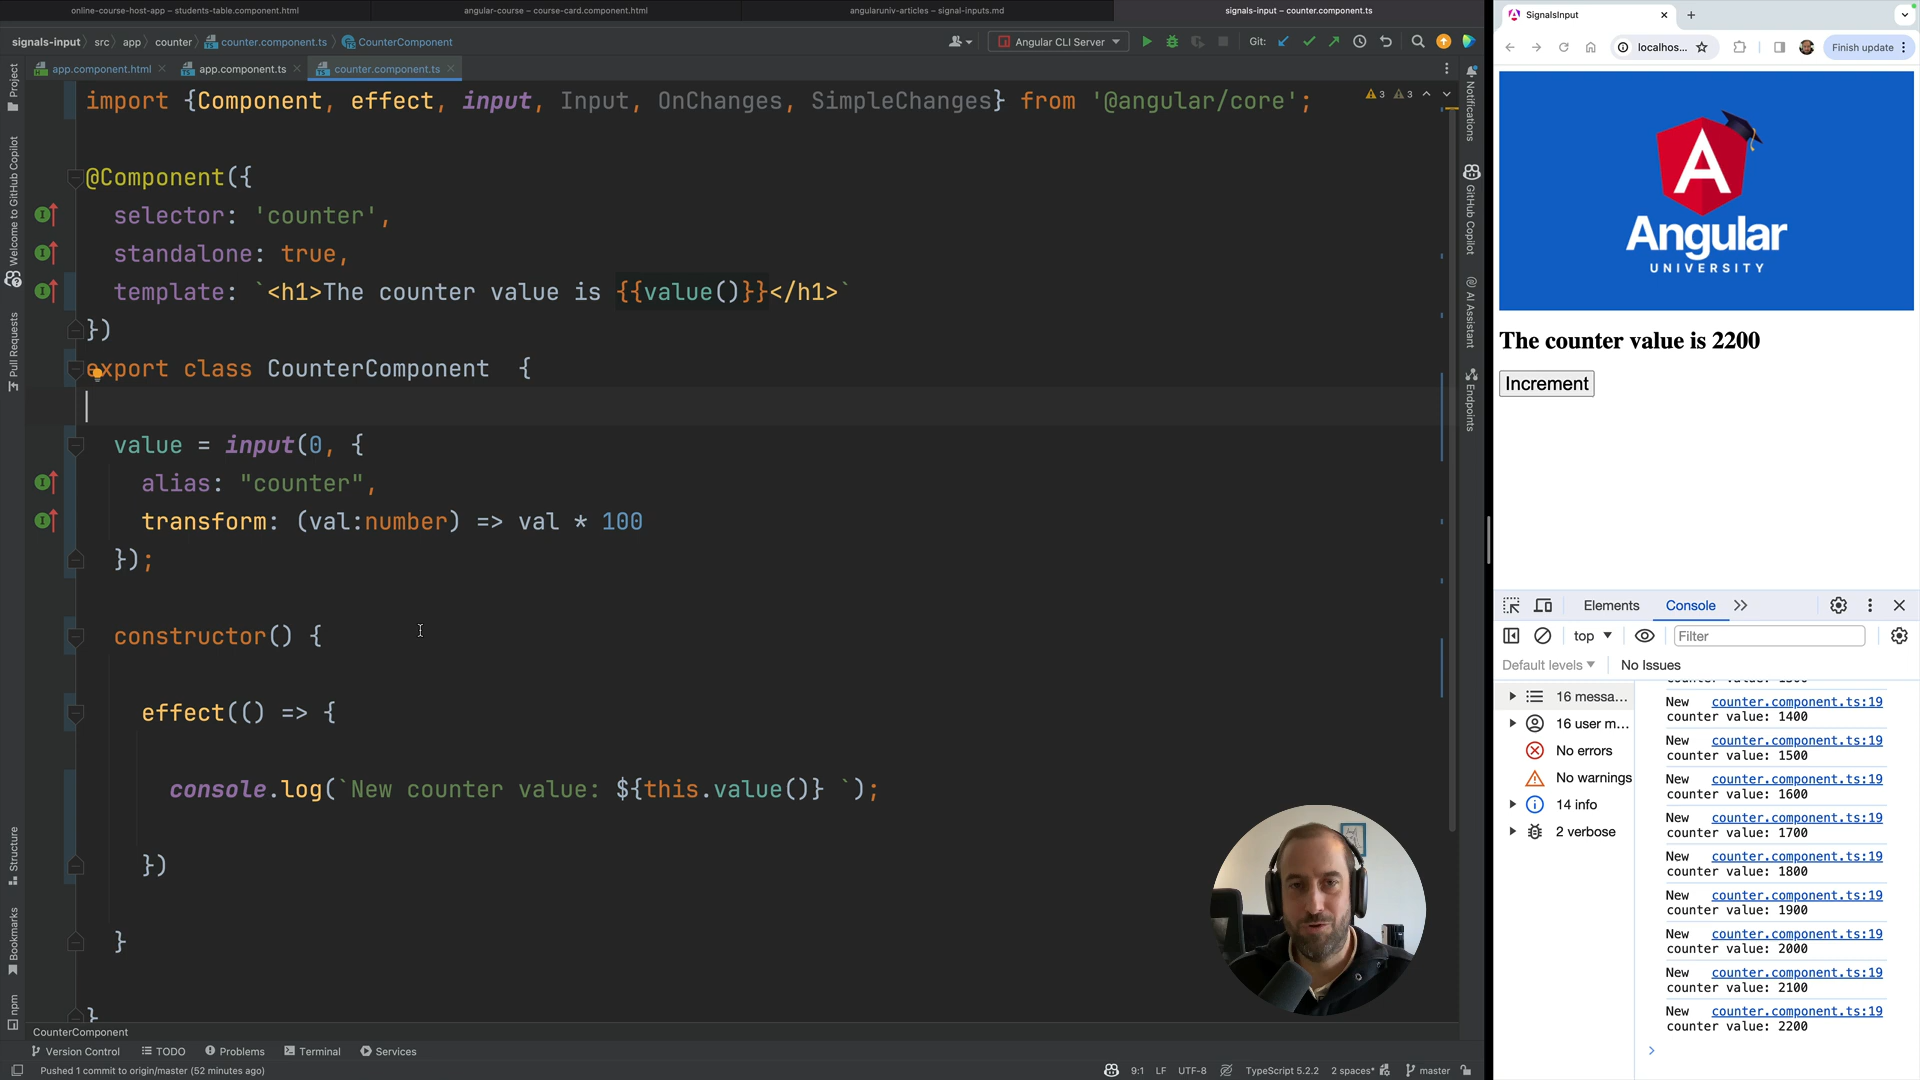 online-course-host-app – students-table.component.html
angular-course – course-card.component.html
angularuniv-articles – signal-inputs.md
signals-input – counter.component.ts
signals-input › src › app › counter › counter.component.ts › CounterComponent
Angular CLI Server
Git:
app.component.html
app.component.ts
counter.component.ts
Project
Welcome to GitHub Copilot
Pull Requests
Structure
Bookmarks
npm
import {Component, effect, input, Input, OnChanges, SimpleChanges} from '@angular/core';
3 3
@Component({
selector: 'counter',
standalone: true,
template: `<h1>The counter value is {{value()}}</h1>`
})
export class CounterComponent {
value = input(0, {
alias: "counter",
transform: (val:number) => val * 100
});
constructor() {
effect(() => {
console.log(`New counter value: ${this.value()} `);
})
}
}
Notifications
GitHub Copilot
AI Assistant
Endpoints
CounterComponent
Version Control
TODO
Problems
Terminal
Services
Pushed 1 commit to origin/master (52 minutes ago)
9:1 LF UTF-8 TypeScript 5.2.2 2 spaces* master
SignalsInput
localhos...
Finish update
Angular
UNIVERSITY
The counter value is 2200
Increment
Elements
Console
top
Filter
Default levels
No Issues
16 messa...
16 user m...
No errors
No warnings
14 info
2 verbose
New counter.component.ts:19
counter value: 1400
New counter.component.ts:19
counter value: 1500
New counter.component.ts:19
counter value: 1600
New counter.component.ts:19
counter value: 1700
New counter.component.ts:19
counter value: 1800
New counter.component.ts:19
counter value: 1900
New counter.component.ts:19
counter value: 2000
New counter.component.ts:19
counter value: 2100
New counter.component.ts:19
counter value: 2200